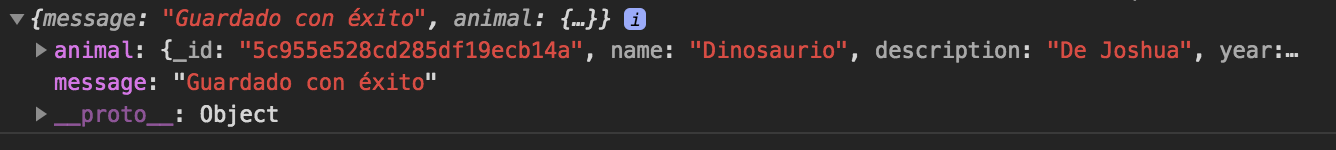 ▼{message: "Guardado con éxito", animal: {…}} i
▶animal: {_id: "5c955e528cd285df19ecb14a", name: "Dinosaurio", description: "De Joshua", year:…
message: "Guardado con éxito"
▶__proto__: Object